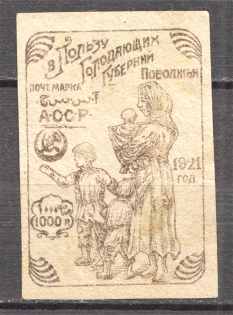 В ПОЛЬЗУ
ГОЛОДАЮЩИХ
ГУБЕРНИЙ
ПОВОЛЖЬЯ
ПОЧТ. МАРКА
А·С·С·Р·
1921
ГОД.
1000 р.